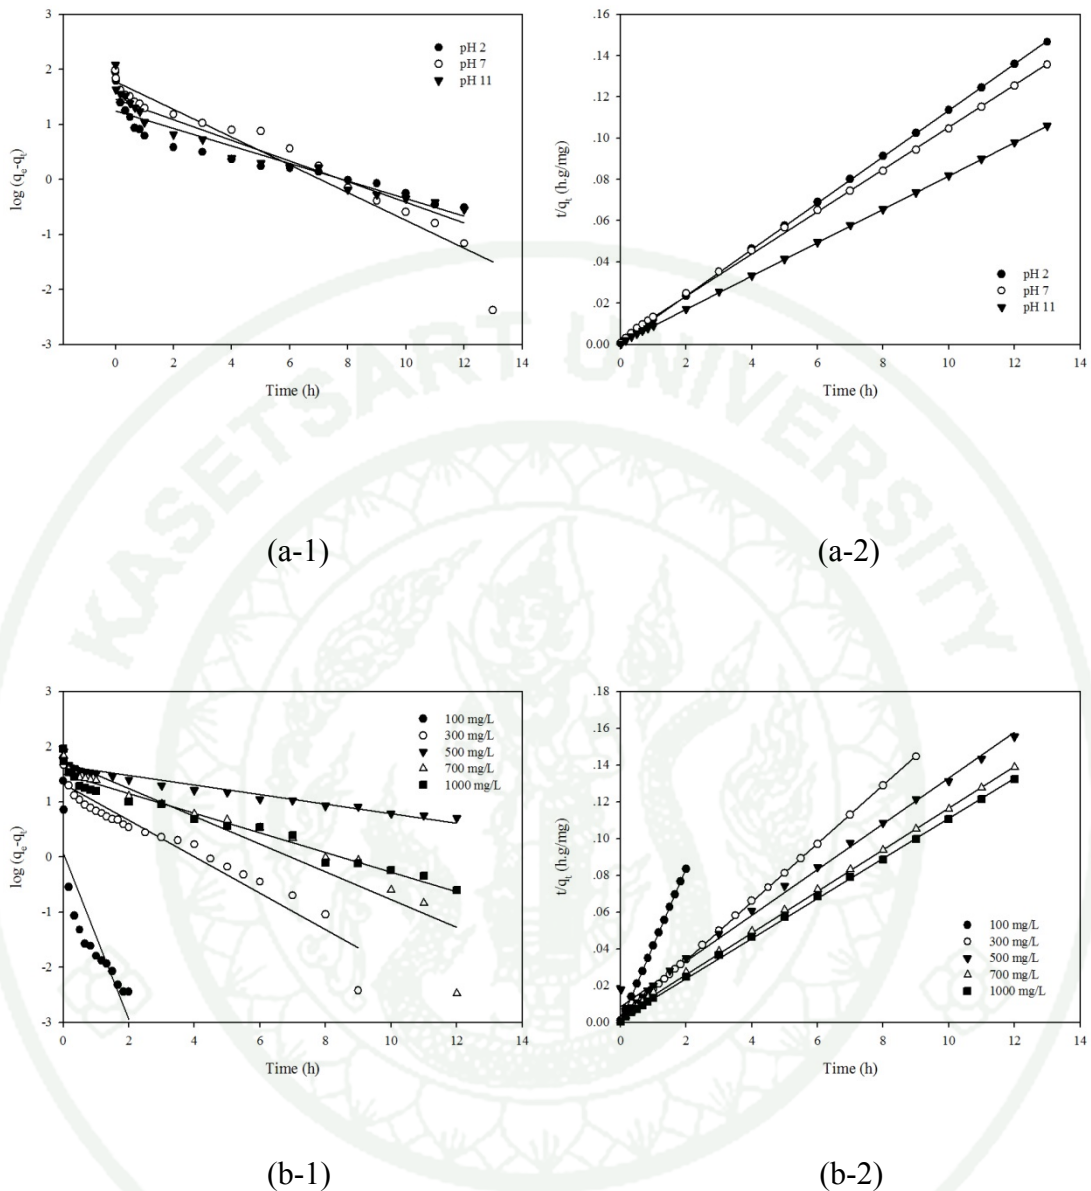 3
2
1
0
-1
-2
-3
log (qₑ-qₜ)
0 2 4 6 8 10 12 14
Time (h)
pH 2
pH 7
pH 11
(a-1)
.16
.14
.12
.10
.08
.06
.04
.02
0.00
t/qₜ (h.g/mg)
0 2 4 6 8 10 12 14
Time (h)
pH 2
pH 7
pH 11
(a-2)
KASETSART UNIVERSITY
3
2
1
0
-1
-2
-3
log (qₑ-qₜ)
0 2 4 6 8 10 12 14
Time (h)
100 mg/L
300 mg/L
500 mg/L
700 mg/L
1000 mg/L
(b-1)
.18
.16
.14
.12
.10
.08
.06
.04
.02
0.00
t/qₜ (h.g/mg)
0 2 4 6 8 10 12 14
Time (h)
100 mg/L
300 mg/L
500 mg/L
700 mg/L
1000 mg/L
(b-2)